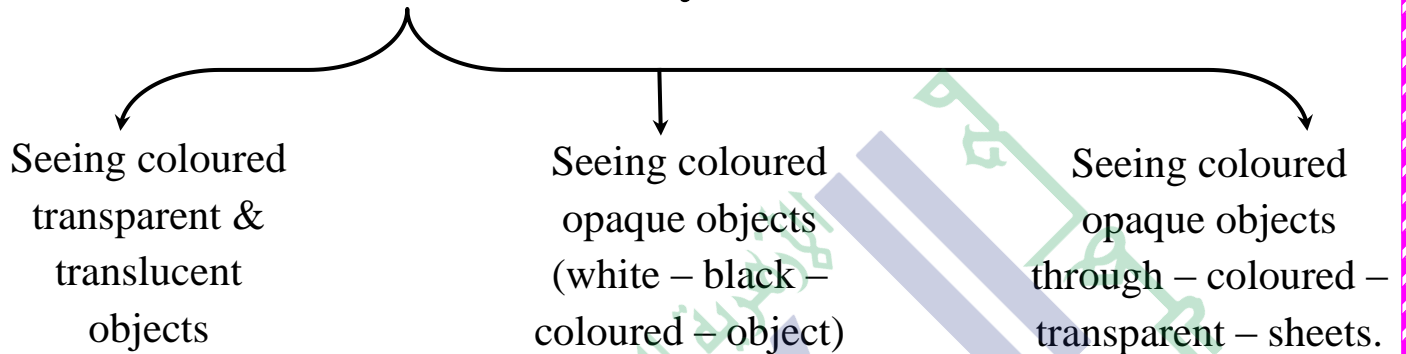 Seeing coloured
transparent &
translucent
objects
Seeing coloured
opaque objects
(white – black –
coloured – object)
Seeing coloured
opaque objects
through – coloured –
transparent – sheets.